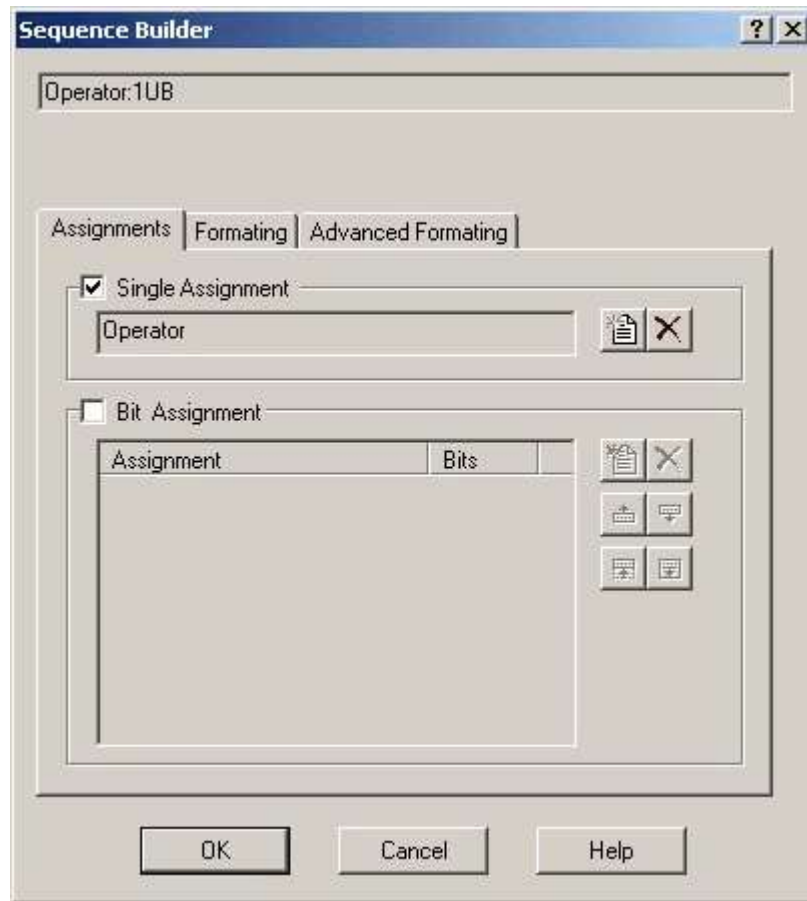 Sequence Builder
Operator:1UB
Assignments Formating Advanced Formating
Single Assignment
Operator
Bit Assignment
Assignment Bits
OK Cancel Help